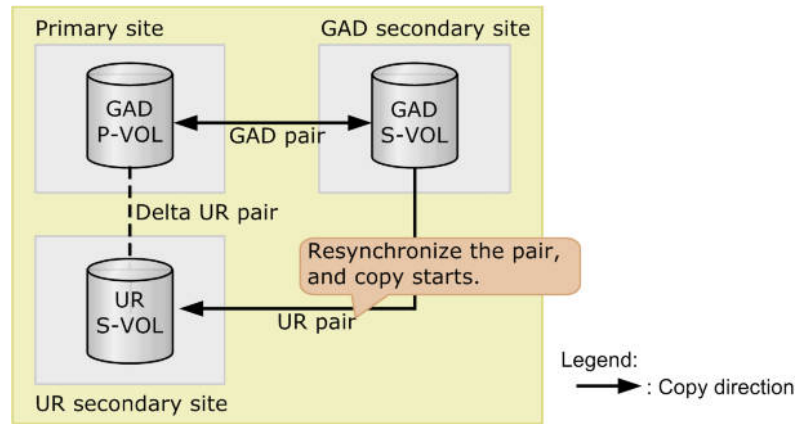 Primary site
GAD secondary site
GAD
P-VOL
GAD
S-VOL
GAD pair
Delta UR pair
Resynchronize the pair,
and copy starts.
UR
S-VOL
UR pair
UR secondary site
Legend:
: Copy direction